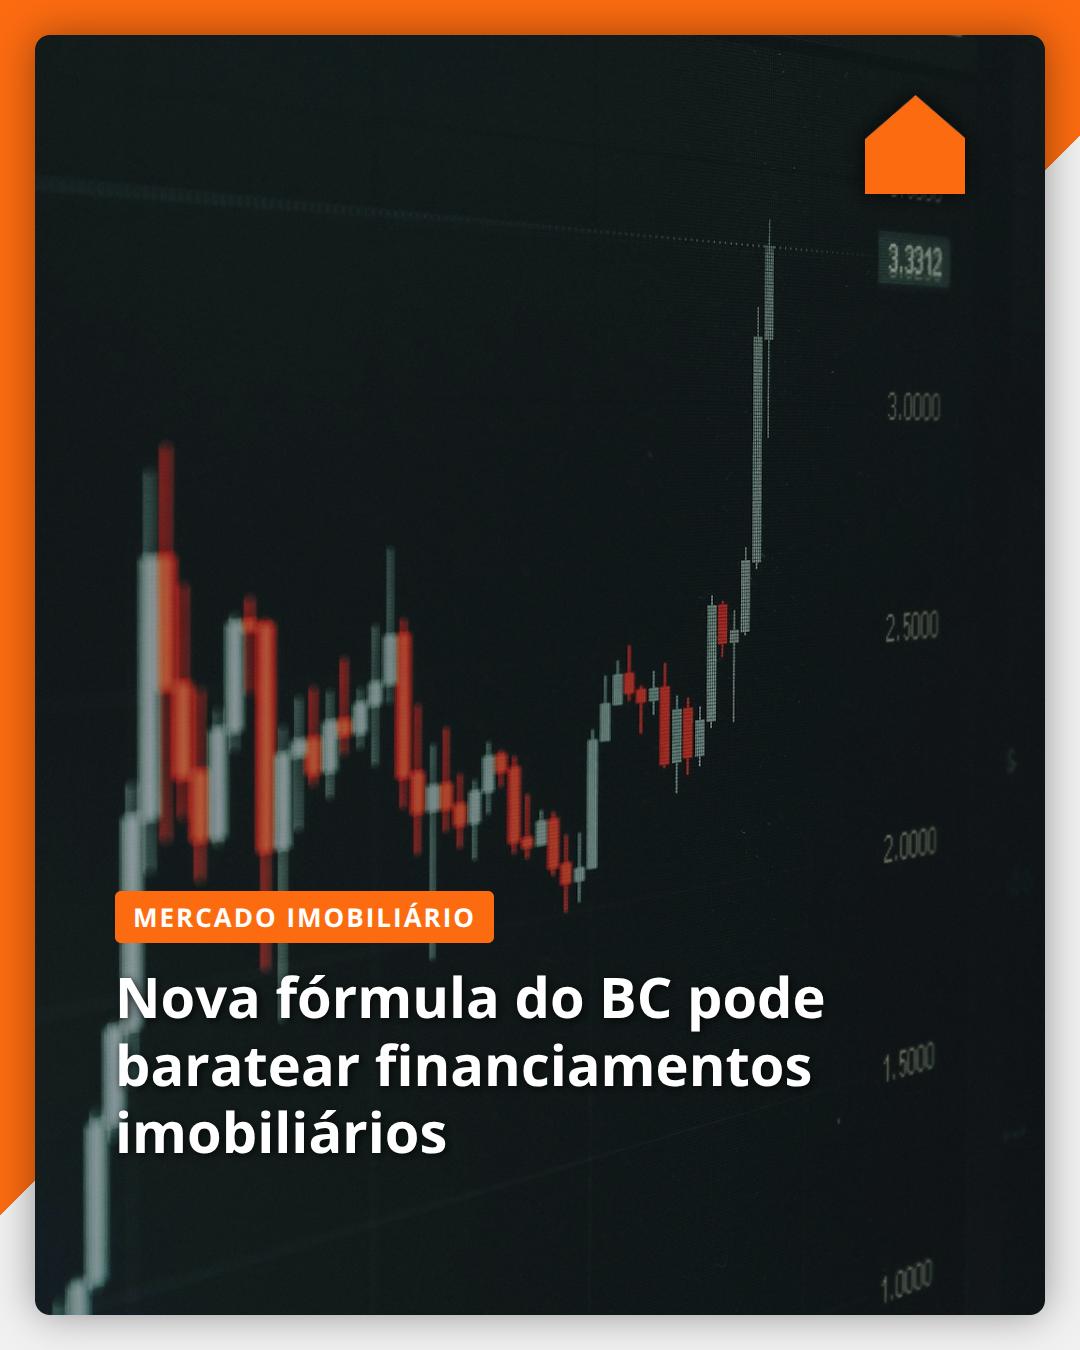 3.3312
3.0000
2.5000
2.0000
MERCADO IMOBILIÁRIO
Nova fórmula do BC pode
baratear financiamentos
imobiliários
1.5000
1.0000